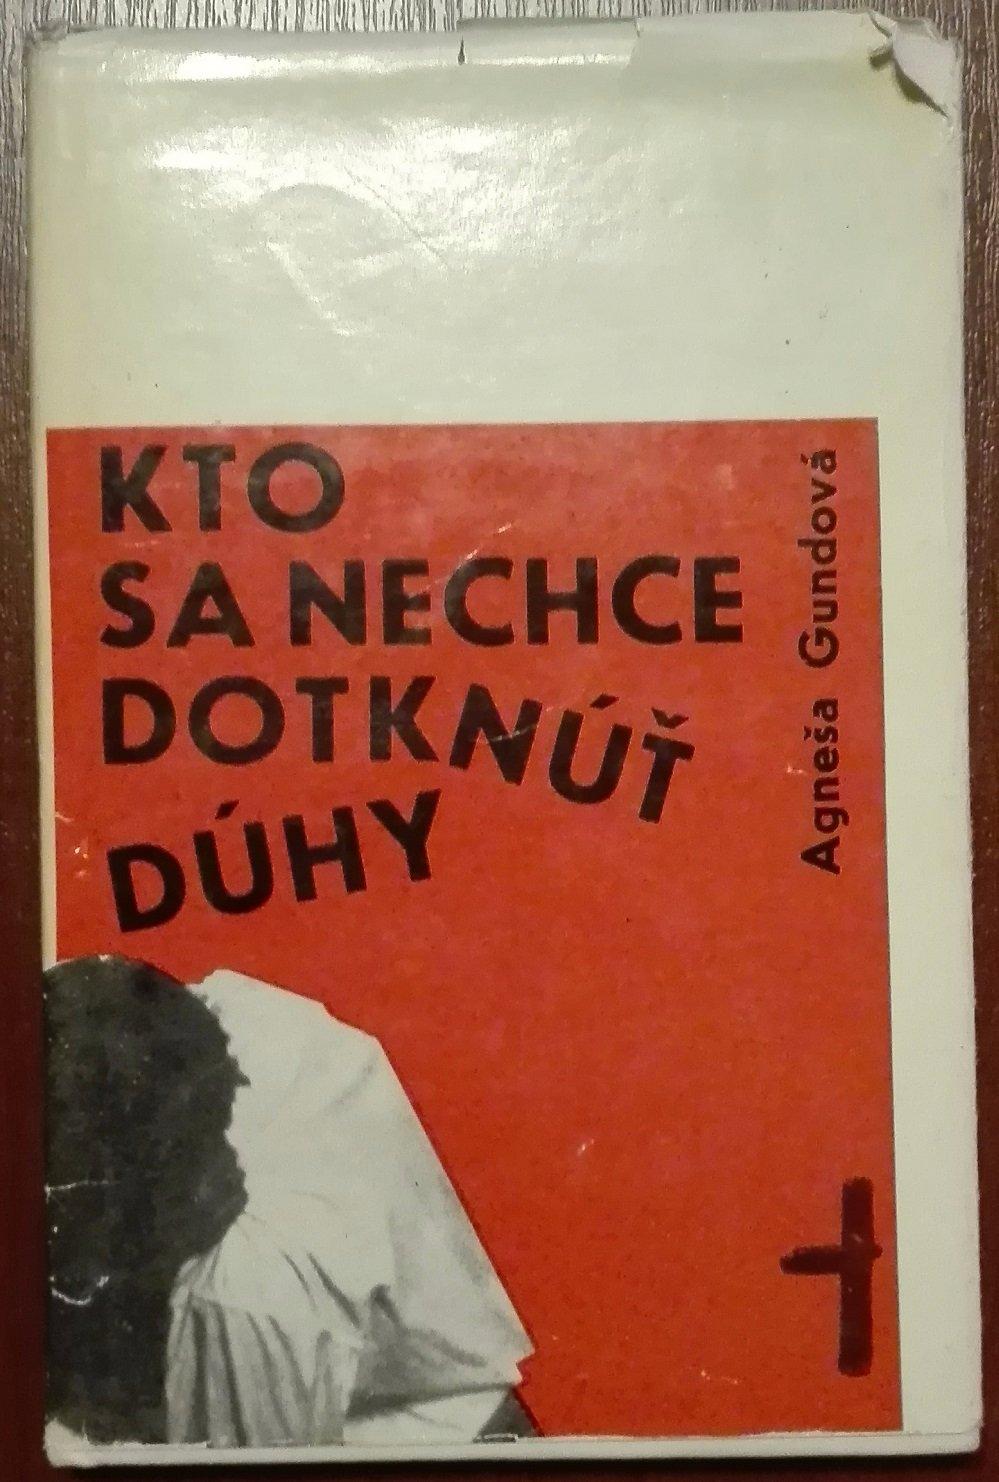 KTO
SA NECHCE
DOTKNÚŤ
DÚHY
Agneša Gundová